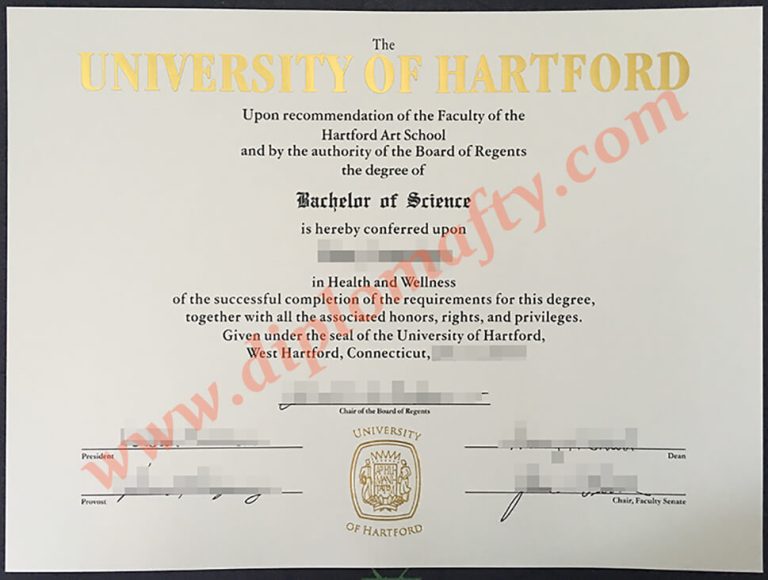 The
UNIVERSITY OF HARTFORD
Upon recommendation of the Faculty of the
Hartford Art School
and by the authority of the Board of Regents
the degree of
Bachelor of Science
is hereby conferred upon
in Health and Wellness
of the successful completion of the requirements for this degree,
together with all the associated honors, rights, and privileges.
Given under the seal of the University of Hartford,
West Hartford, Connecticut,
Chair of the Board of Regents
President
Dean
Provost
Chair, Faculty Senate
UNIVERSITY
OF HARTFORD
www.diplomafty.com